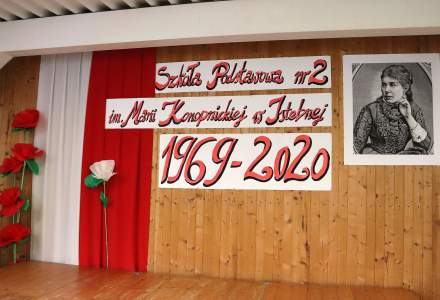 Szkoła Podstawowa nr 2
im. Marii Konopnickiej w Istebnej
1969-2020